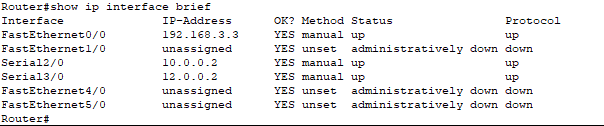 Router#show ip interface brief
Interface IP-Address OK? Method Status Protocol
FastEthernet0/0 192.168.3.3 YES manual up up
FastEthernet1/0 unassigned YES unset administratively down down
Serial2/0 10.0.0.2 YES manual up up
Serial3/0 12.0.0.2 YES manual up up
FastEthernet4/0 unassigned YES unset administratively down down
FastEthernet5/0 unassigned YES unset administratively down down
Router#